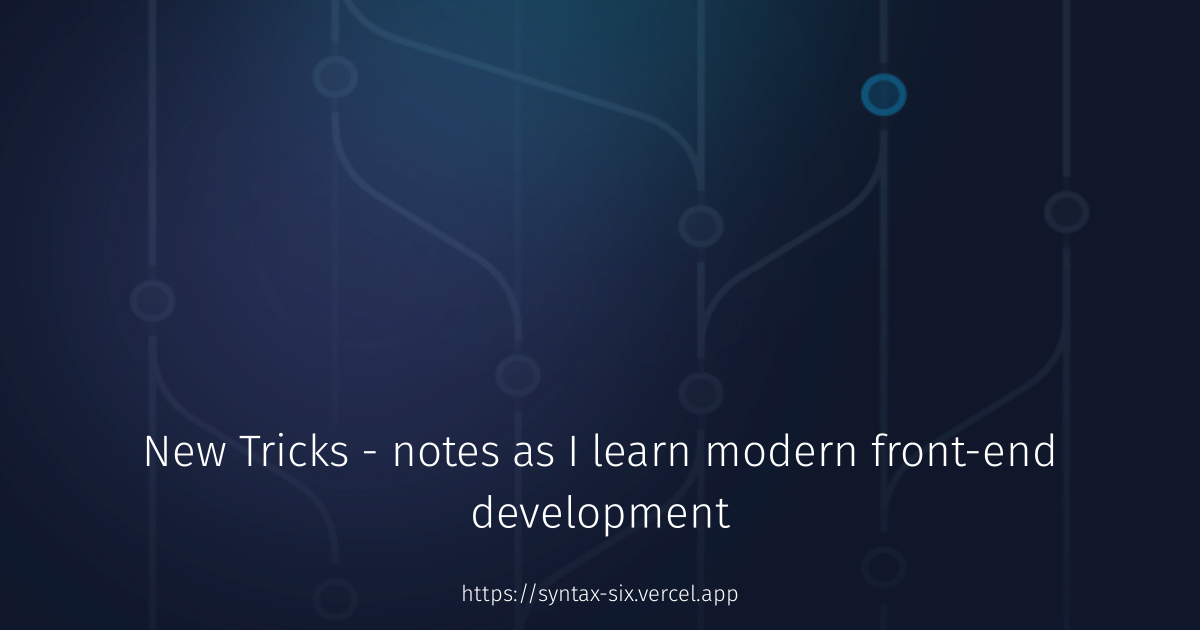 New Tricks - notes as I learn modern front-end
development
https://syntax-six.vercel.app